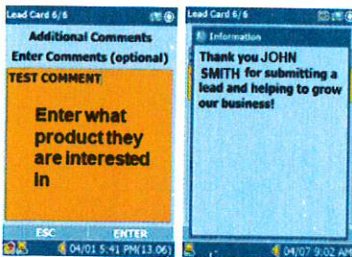 Lead Card 6/6
Additional Comments
Enter Comments (optional)
TEST COMMENT
Enter what
product they
are interested
in
ESC ENTER
04/01 5:41 PM(13.06)
Lead Card 6/6
Information
Thank you JOHN
SMITH for submitting a
lead and helping to grow
our business!
04/07 9:02 AM